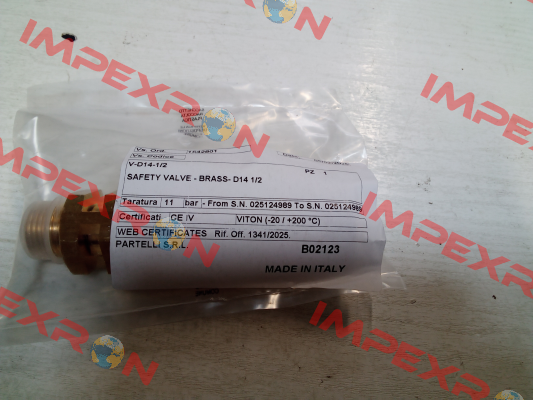 Vs. Ord.
Vs. Codice
V-D14-1/2 PZ 1
SAFETY VALVE - BRASS- D14 1/2
Taratura 11 bar - From S.N. 025124989 To S.N. 025124989
Certificati CE IV VITON (-20 / +200 °C)
WEB CERTIFICATES Rif. Off. 1341/2025.
PARTELLI S.R.L. B02123
MADE IN ITALY
IMPEXRON
IMPEXRON
IMPEXRON
IMPEXRON
IMPEXRON